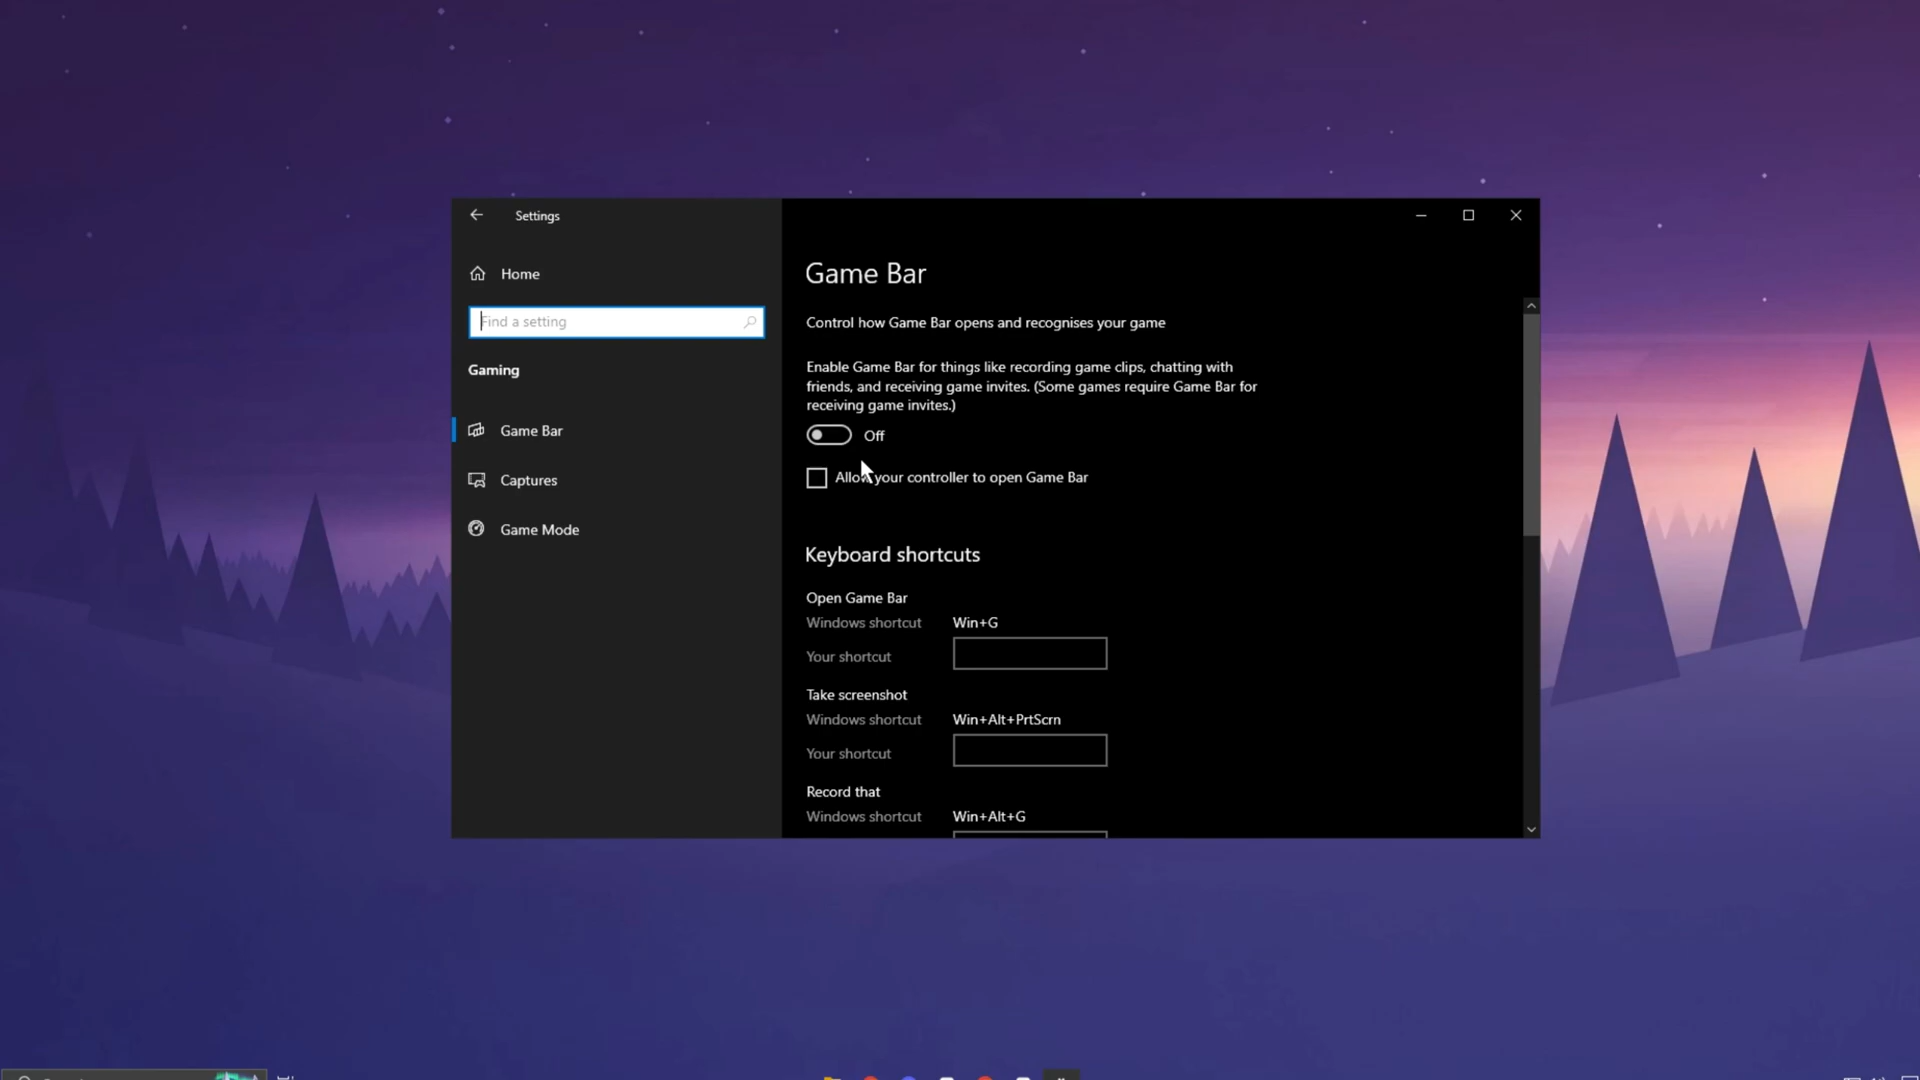 Settings
Home
Find a setting
Gaming
Game Bar
Captures
Game Mode
Game Bar
Control how Game Bar opens and recognises your game
Enable Game Bar for things like recording game clips, chatting with
friends, and receiving game invites. (Some games require Game Bar for
receiving game invites.)
Off
Allow your controller to open Game Bar
Keyboard shortcuts
Open Game Bar
Windows shortcut Win+G
Your shortcut
Take screenshot
Windows shortcut Win+Alt+PrtScrn
Your shortcut
Record that
Windows shortcut Win+Alt+G